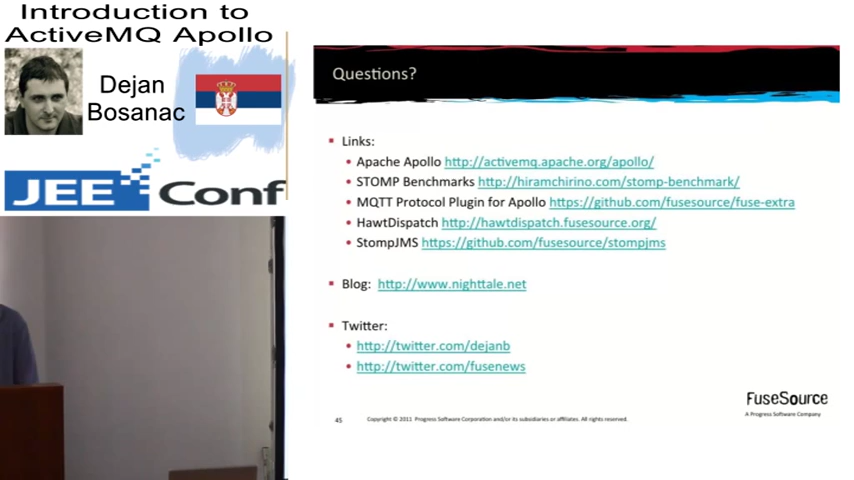 Introduction to
ActiveMQ Apollo
Dejan
Bosanac
JEE Conf
Questions?
Links:
Apache Apollo http://activemq.apache.org/apollo/
STOMP Benchmarks http://hiramchirino.com/stomp-benchmark/
MQTT Protocol Plugin for Apollo https://github.com/fusesource/fuse-extra
HawtDispatch http://hawtdispatch.fusesource.org/
StompJMS https://github.com/fusesource/stompjms
Blog: http://www.nighttale.net
Twitter:
http://twitter.com/dejanb
http://twitter.com/fusenews
FuseSource
A Progress Software Company
45 Copyright © 2011 Progress Software Corporation and/or its subsidiaries or affiliates. All rights reserved.